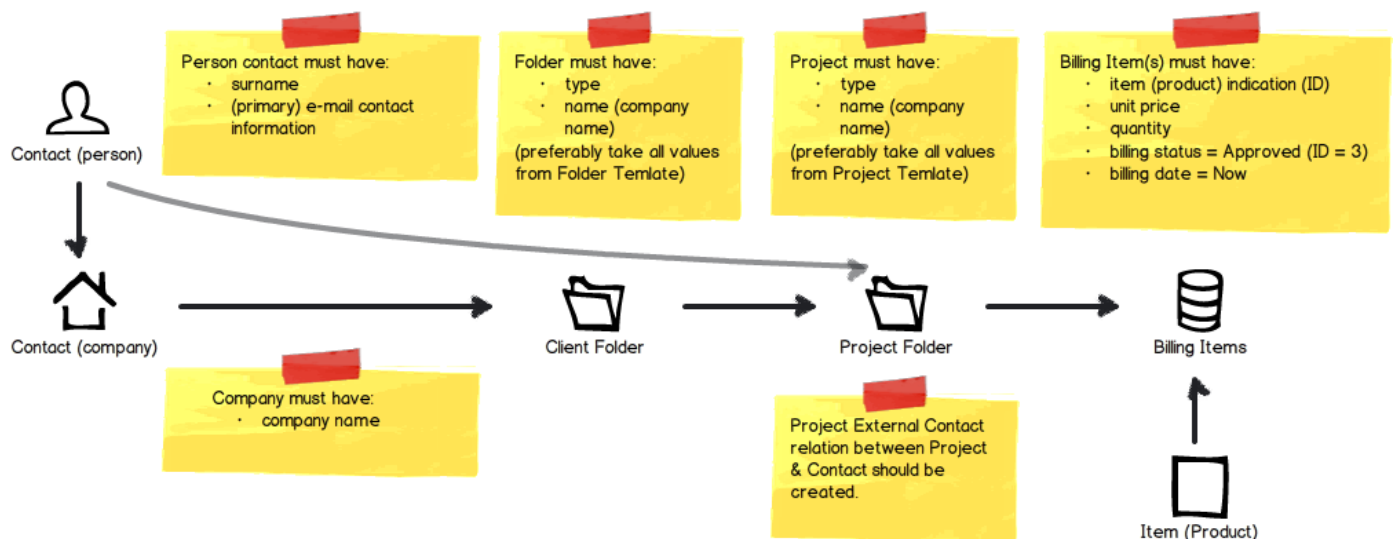 Person contact must have:
· surname
· (primary) e-mail contact
information
Folder must have:
· type
· name (company
name)
(preferably take all values
from Folder Temlate)
Project must have:
· type
· name (company
name)
(preferably take all values
from Project Temlate)
Billing Item(s) must have:
· item (product) indication (ID)
· unit price
· quantity
· billing status = Approved (ID = 3)
· billing date = Now
Contact (person)
Contact (company)
Client Folder
Project Folder
Billing Items
Company must have:
· company name
Project External Contact
relation between Project
& Contact should be
created.
Item (Product)